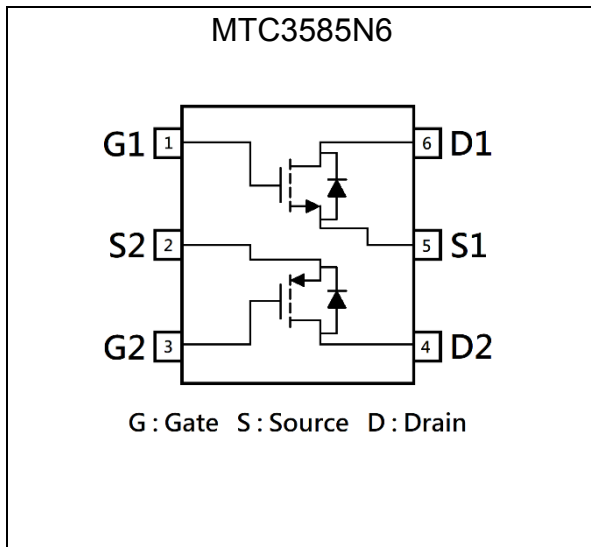 MTC3585N6
G1 1 6 D1
S2 2 5 S1
G2 3 4 D2
G : Gate S : Source D : Drain